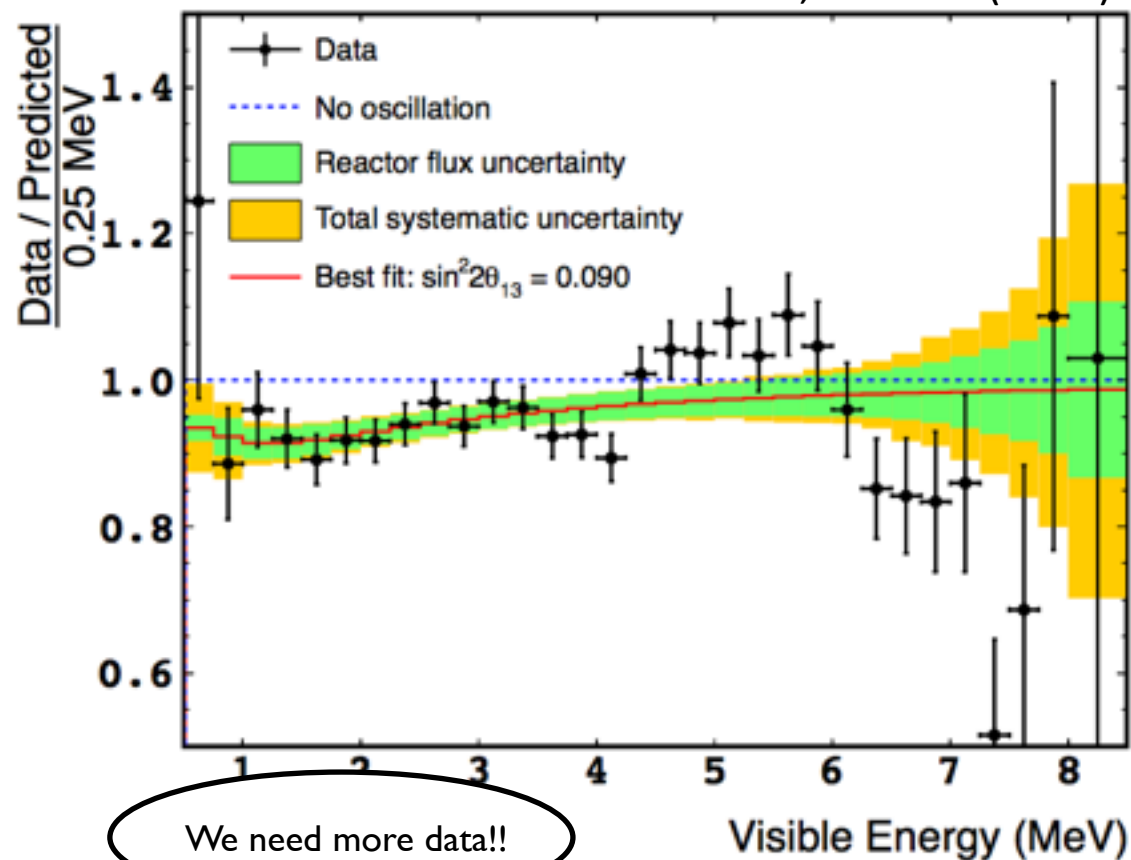 Data / Predicted
0.25 MeV
1.4
1.2
1.0
0.8
0.6
Data
No oscillation
Reactor flux uncertainty
Total systematic uncertainty
Best fit: sin²2θ₁₃ = 0.090
1 2 3 4 5 6 7 8
Visible Energy (MeV)
We need more data!!